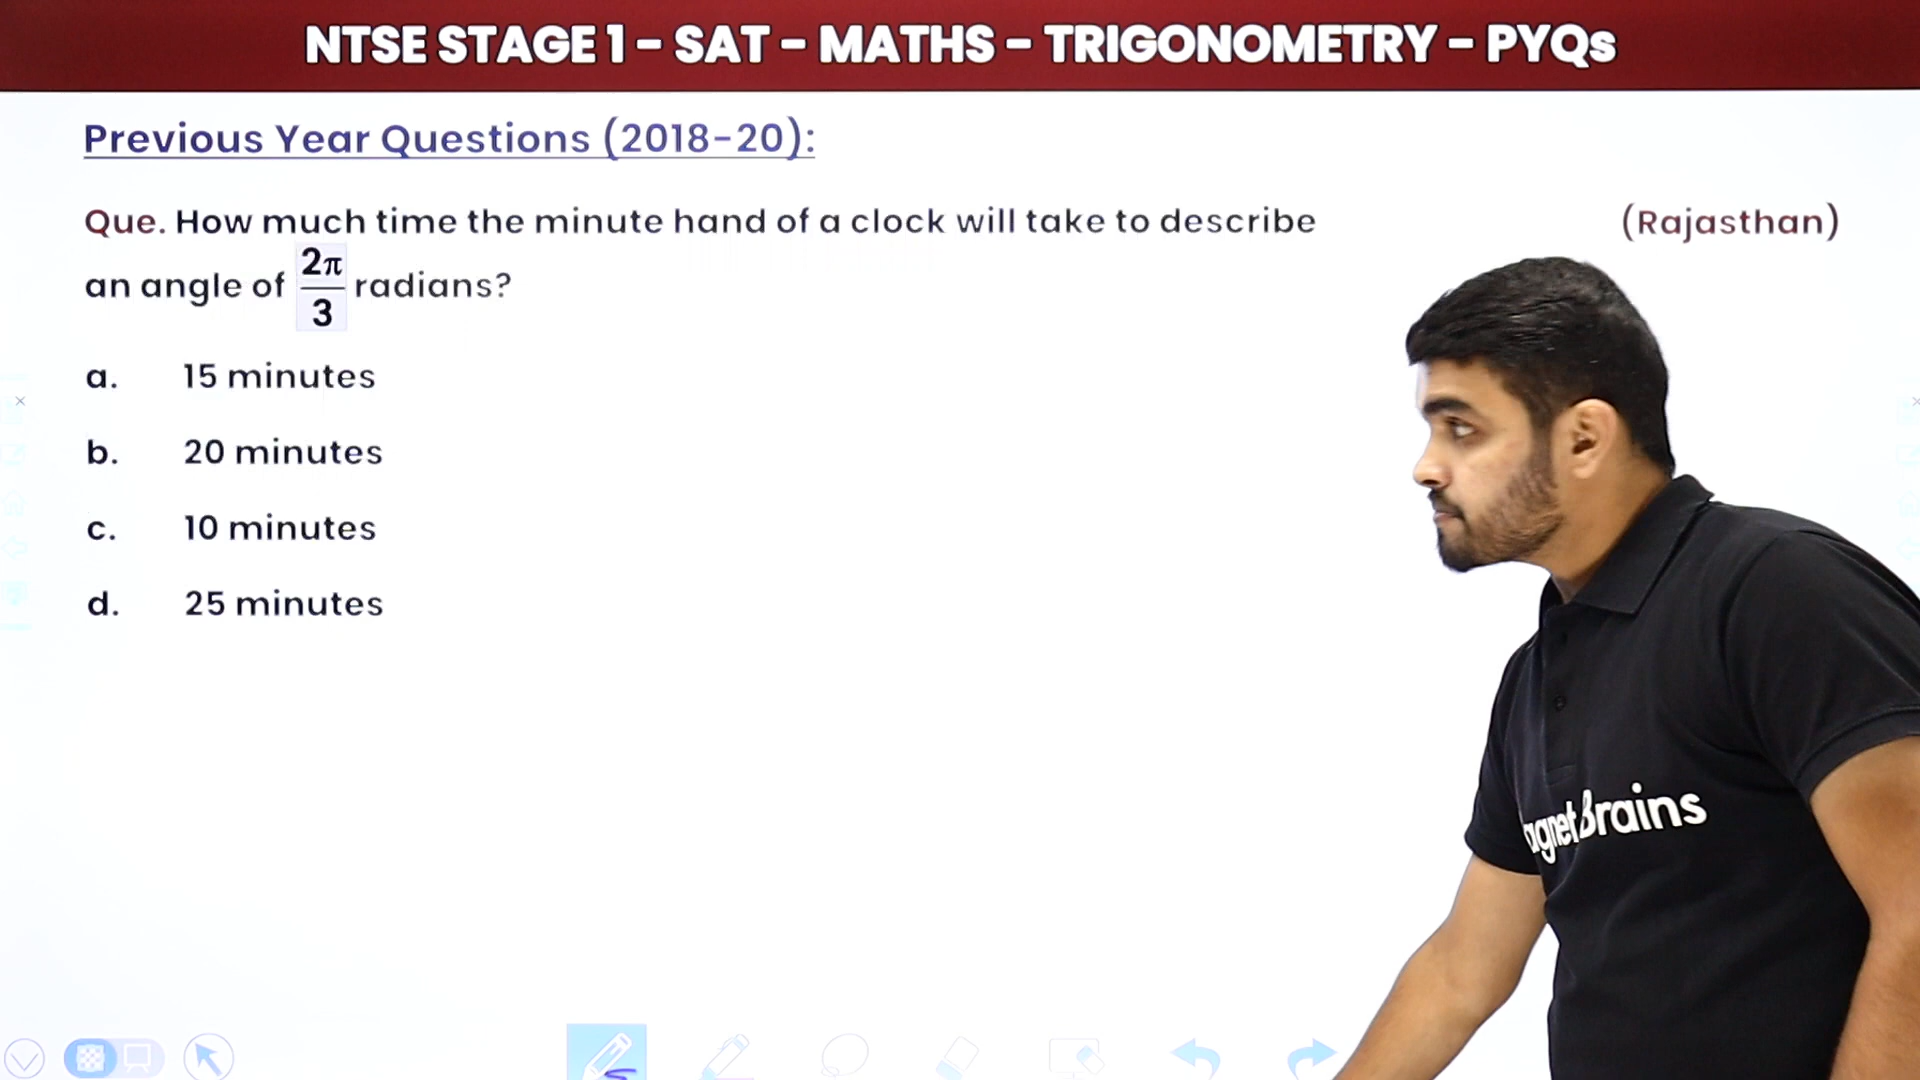 NTSE STAGE 1 – SAT – MATHS – TRIGONOMETRY – PYQs
Previous Year Questions (2018-20):
Que. How much time the minute hand of a clock will take to describe (Rajasthan)
an angle of 2π/3 radians?
a. 15 minutes
b. 20 minutes
c. 10 minutes
d. 25 minutes
agnetBrains